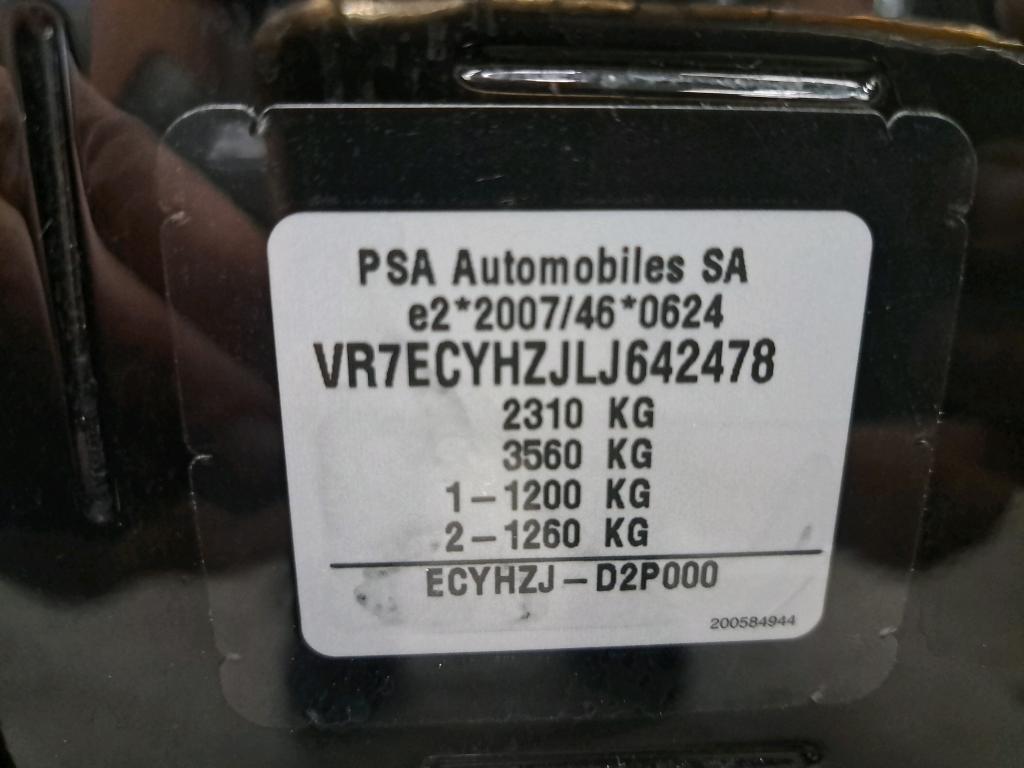 PSA Automobiles SA
e2*2007/46*0624
VR7ECYHZJLJ642478
2310 KG
3560 KG
1-1200 KG
2-1260 KG
ECYHZJ-D2P000
200584944